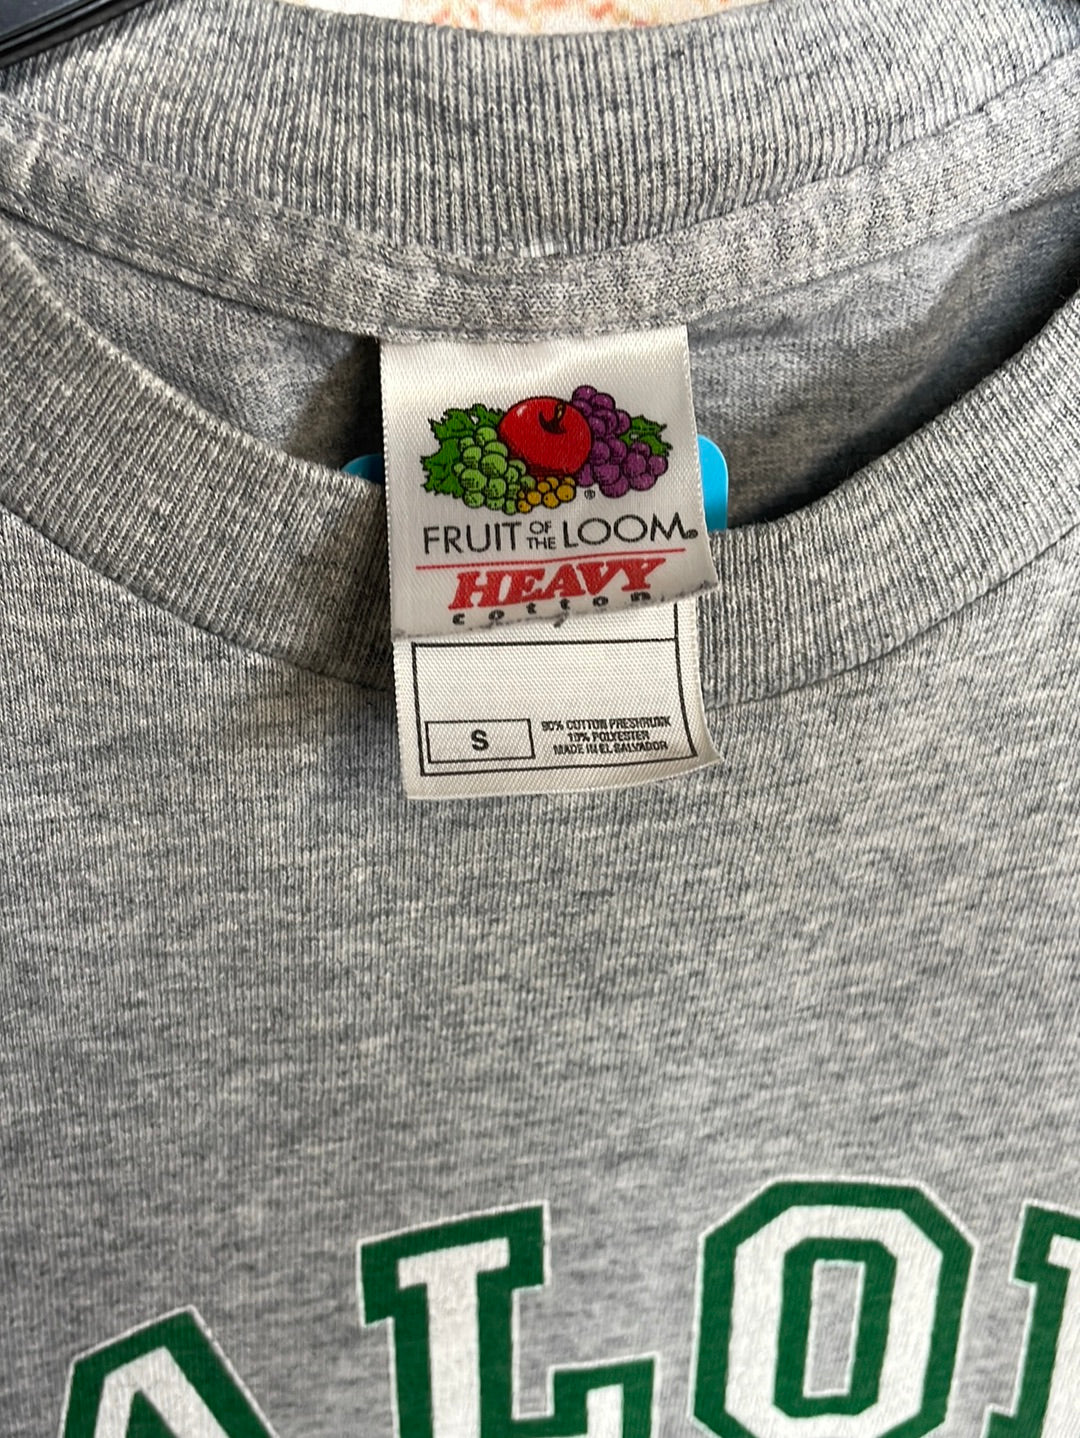 FRUIT OF THE LOOM®
HEAVY
cotton
S
90% COTTON PRESHRUNK
10% POLYESTER
MADE IN EL SALVADOR
ALO